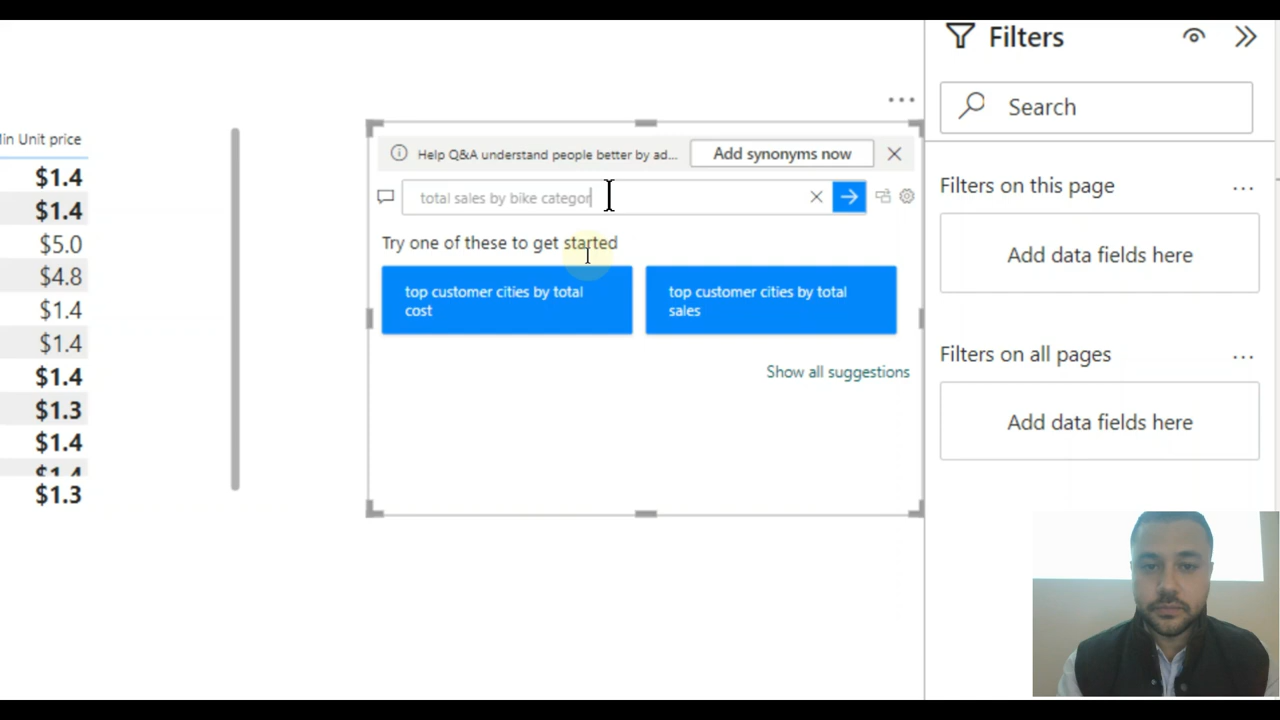 Min Unit price
$1.4
$1.4
$5.0
$4.8
$1.4
$1.4
$1.4
$1.3
$1.4
$1.4
$1.3
Help Q&A understand people better by ad...
Add synonyms now
total sales by bike categor
Try one of these to get started
top customer cities by total
cost
top customer cities by total
sales
Show all suggestions
Filters
Search
Filters on this page
Add data fields here
Filters on all pages
Add data fields here